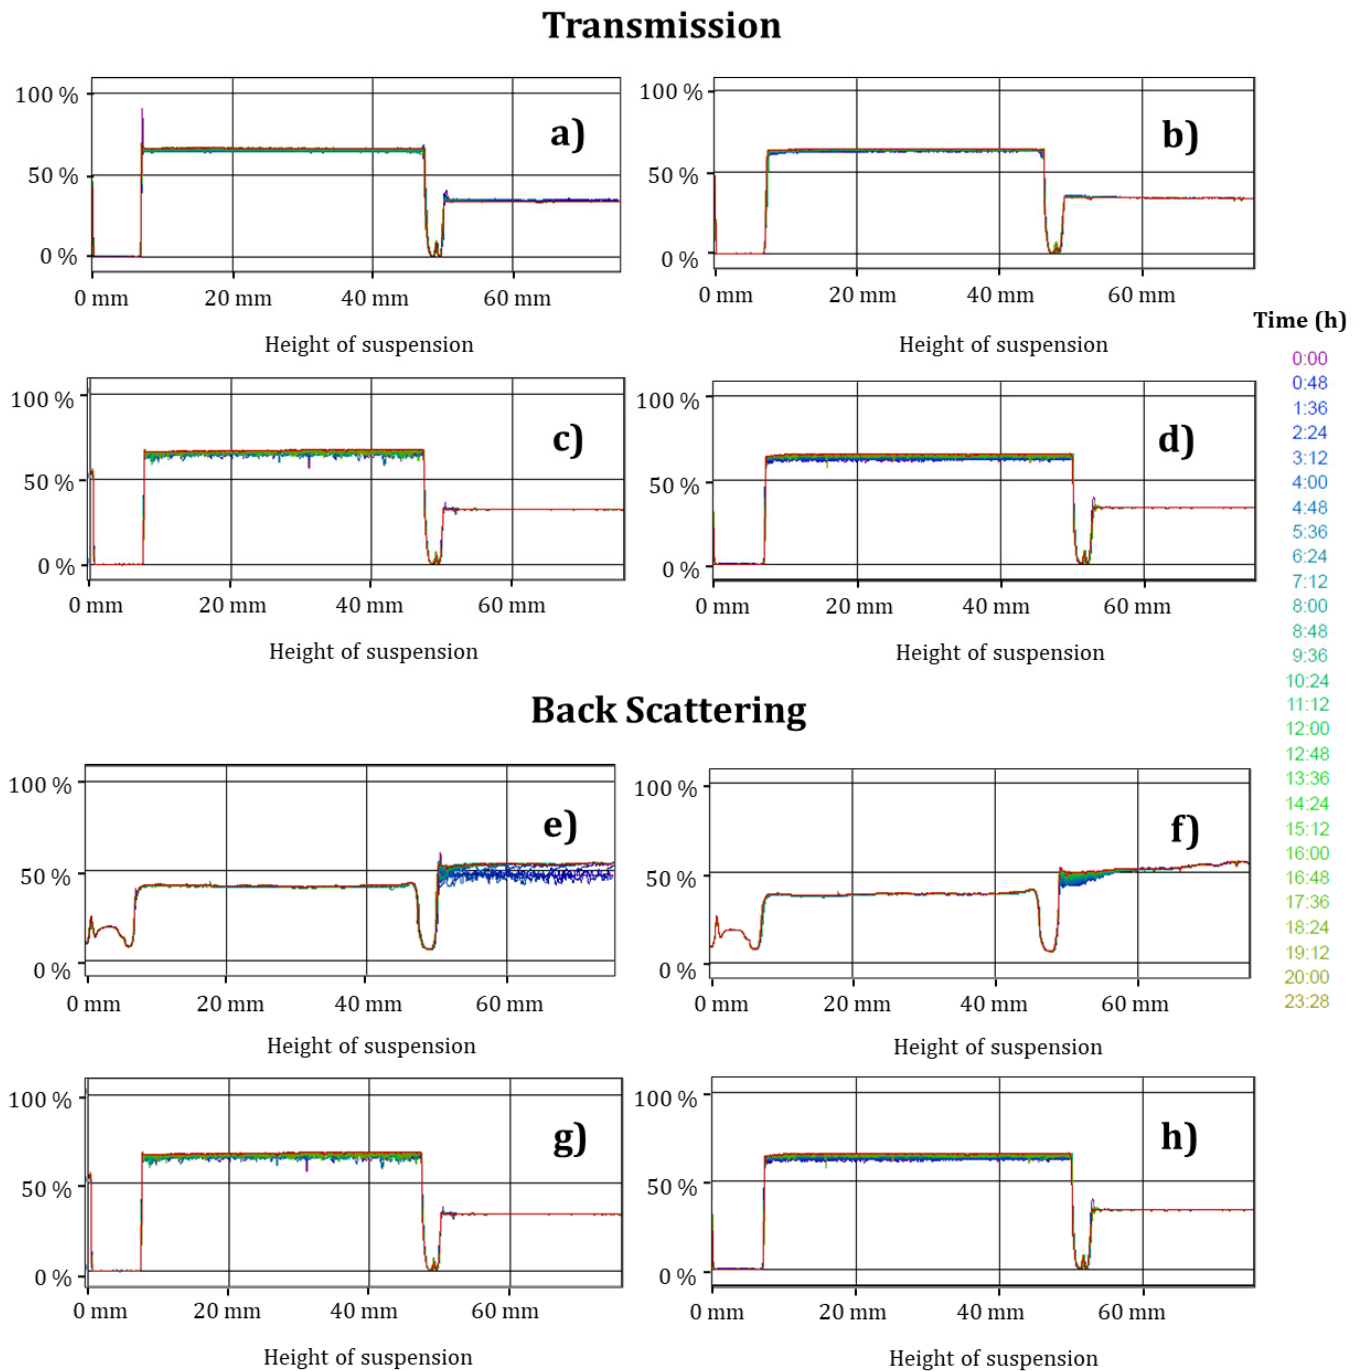 Transmission
a)
100 %
50 %
0 %
0 mm 20 mm 40 mm 60 mm
Height of suspension
b)
100 %
50 %
0 %
0 mm 20 mm 40 mm 60 mm
Height of suspension
c)
100 %
50 %
0 %
0 mm 20 mm 40 mm 60 mm
Height of suspension
d)
100 %
50 %
0 %
0 mm 20 mm 40 mm 60 mm
Height of suspension
Time (h)
0:00
0:48
1:36
2:24
3:12
4:00
4:48
5:36
6:24
7:12
8:00
8:48
9:36
10:24
11:12
12:00
12:48
13:36
14:24
15:12
16:00
16:48
17:36
18:24
19:12
20:00
23:28
Back Scattering
e)
100 %
50 %
0 %
0 mm 20 mm 40 mm 60 mm
Height of suspension
f)
100 %
50 %
0 %
0 mm 20 mm 40 mm 60 mm
Height of suspension
g)
100 %
50 %
0 %
0 mm 20 mm 40 mm 60 mm
Height of suspension
h)
100 %
50 %
0 %
0 mm 20 mm 40 mm 60 mm
Height of suspension